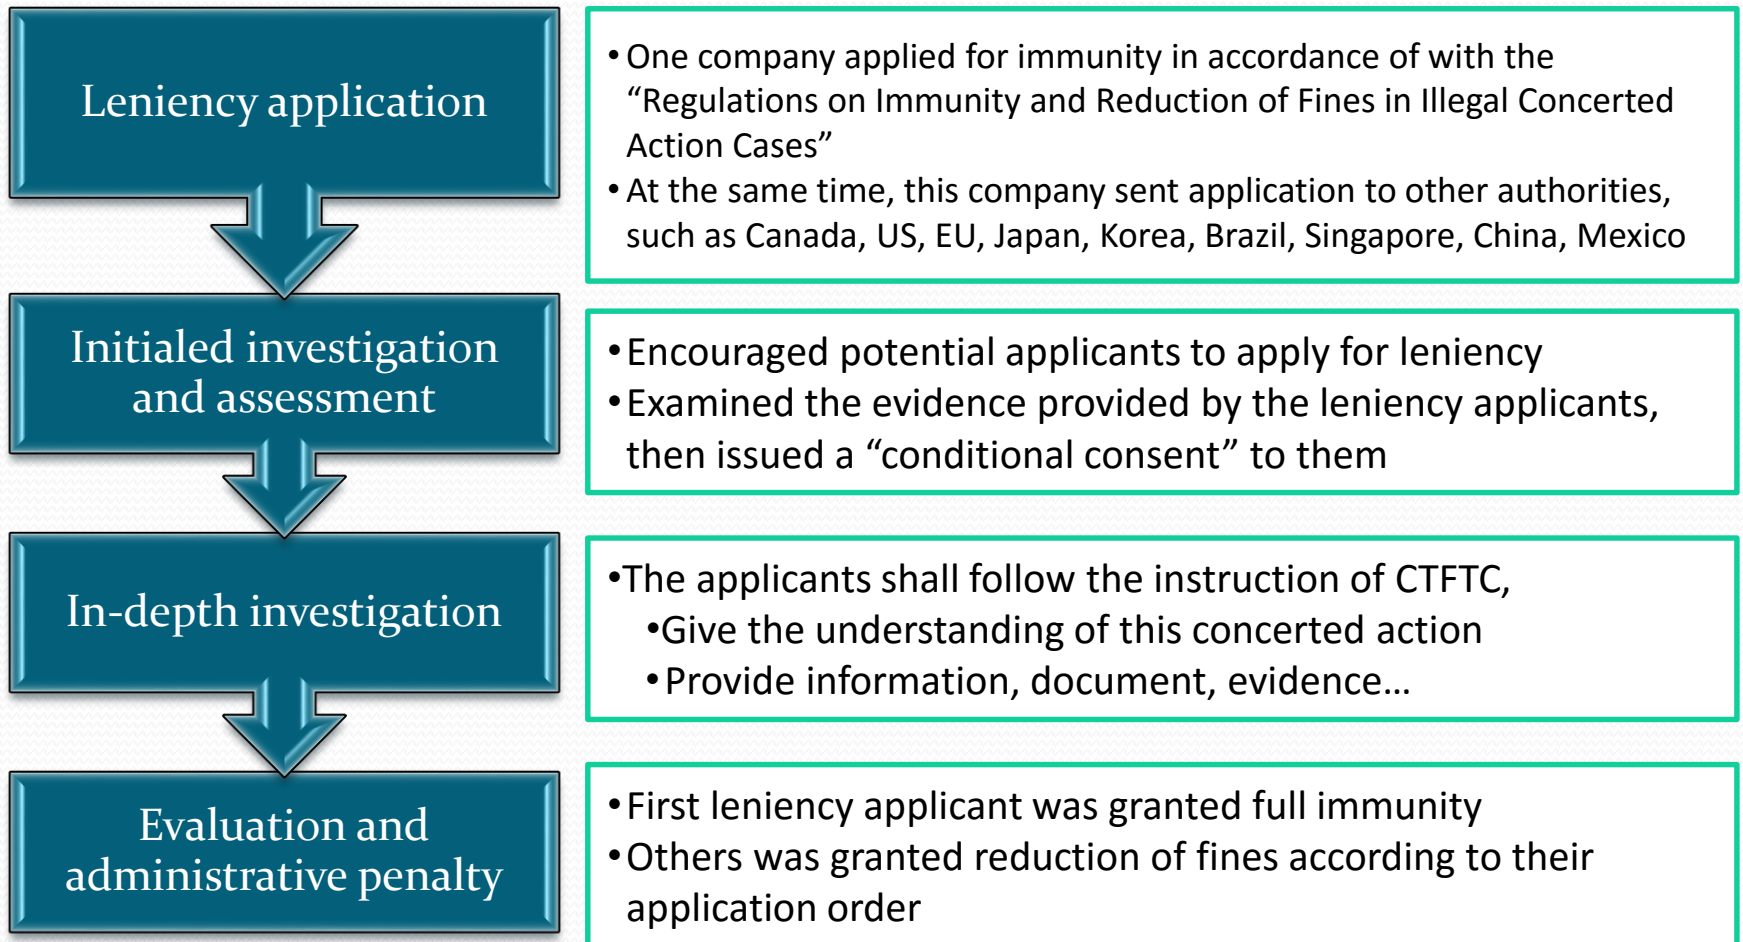 Leniency application
• One company applied for immunity in accordance of with the
“Regulations on Immunity and Reduction of Fines in Illegal Concerted
Action Cases”
• At the same time, this company sent application to other authorities,
such as Canada, US, EU, Japan, Korea, Brazil, Singapore, China, Mexico
Initialed investigation
and assessment
• Encouraged potential applicants to apply for leniency
• Examined the evidence provided by the leniency applicants,
then issued a “conditional consent” to them
In-depth investigation
• The applicants shall follow the instruction of CTFTC,
• Give the understanding of this concerted action
• Provide information, document, evidence…
Evaluation and
administrative penalty
• First leniency applicant was granted full immunity
• Others was granted reduction of fines according to their
application order